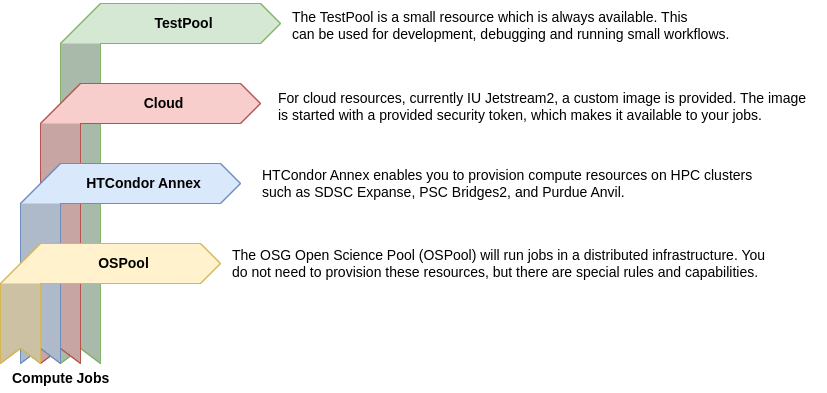 TestPool
The TestPool is a small resource which is always available. This
can be used for development, debugging and running small workflows.
Cloud
For cloud resources, currently IU Jetstream2, a custom image is provided. The image
is started with a provided security token, which makes it available to your jobs.
HTCondor Annex
HTCondor Annex enables you to provision compute resources on HPC clusters
such as SDSC Expanse, PSC Bridges2, and Purdue Anvil.
OSPool
The OSG Open Science Pool (OSPool) will run jobs in a distributed infrastructure. You
do not need to provision these resources, but there are special rules and capabilities.
Compute Jobs